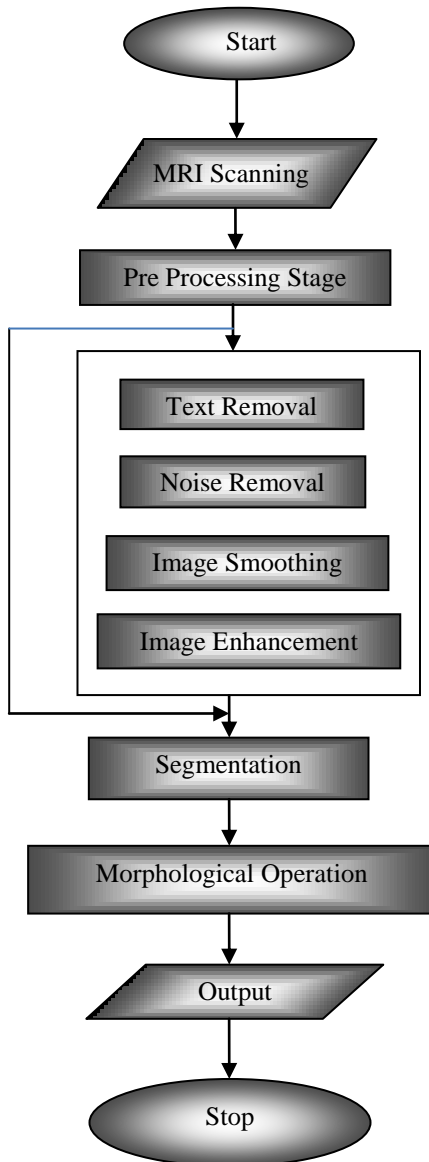 Start
MRI Scanning
Pre Processing Stage
Text Removal
Noise Removal
Image Smoothing
Image Enhancement
Segmentation
Morphological Operation
Output
Stop